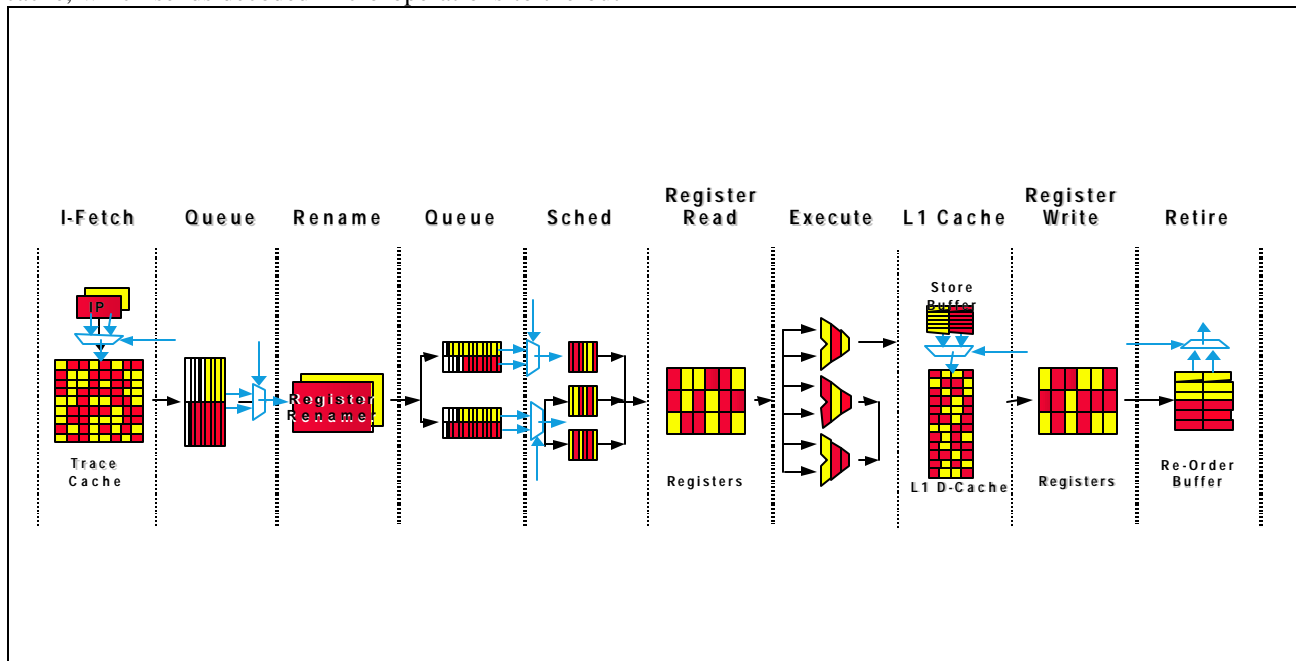 Register
Register
I-Fetch
Queue
Rename
Queue
Sched
Read
Execute
L1 Cache
Write
Retire
IP
Store
Buffer
Register
Renamer
Trace
Cache
Registers
L1 D-Cache
Registers
Re-Order
Buffer